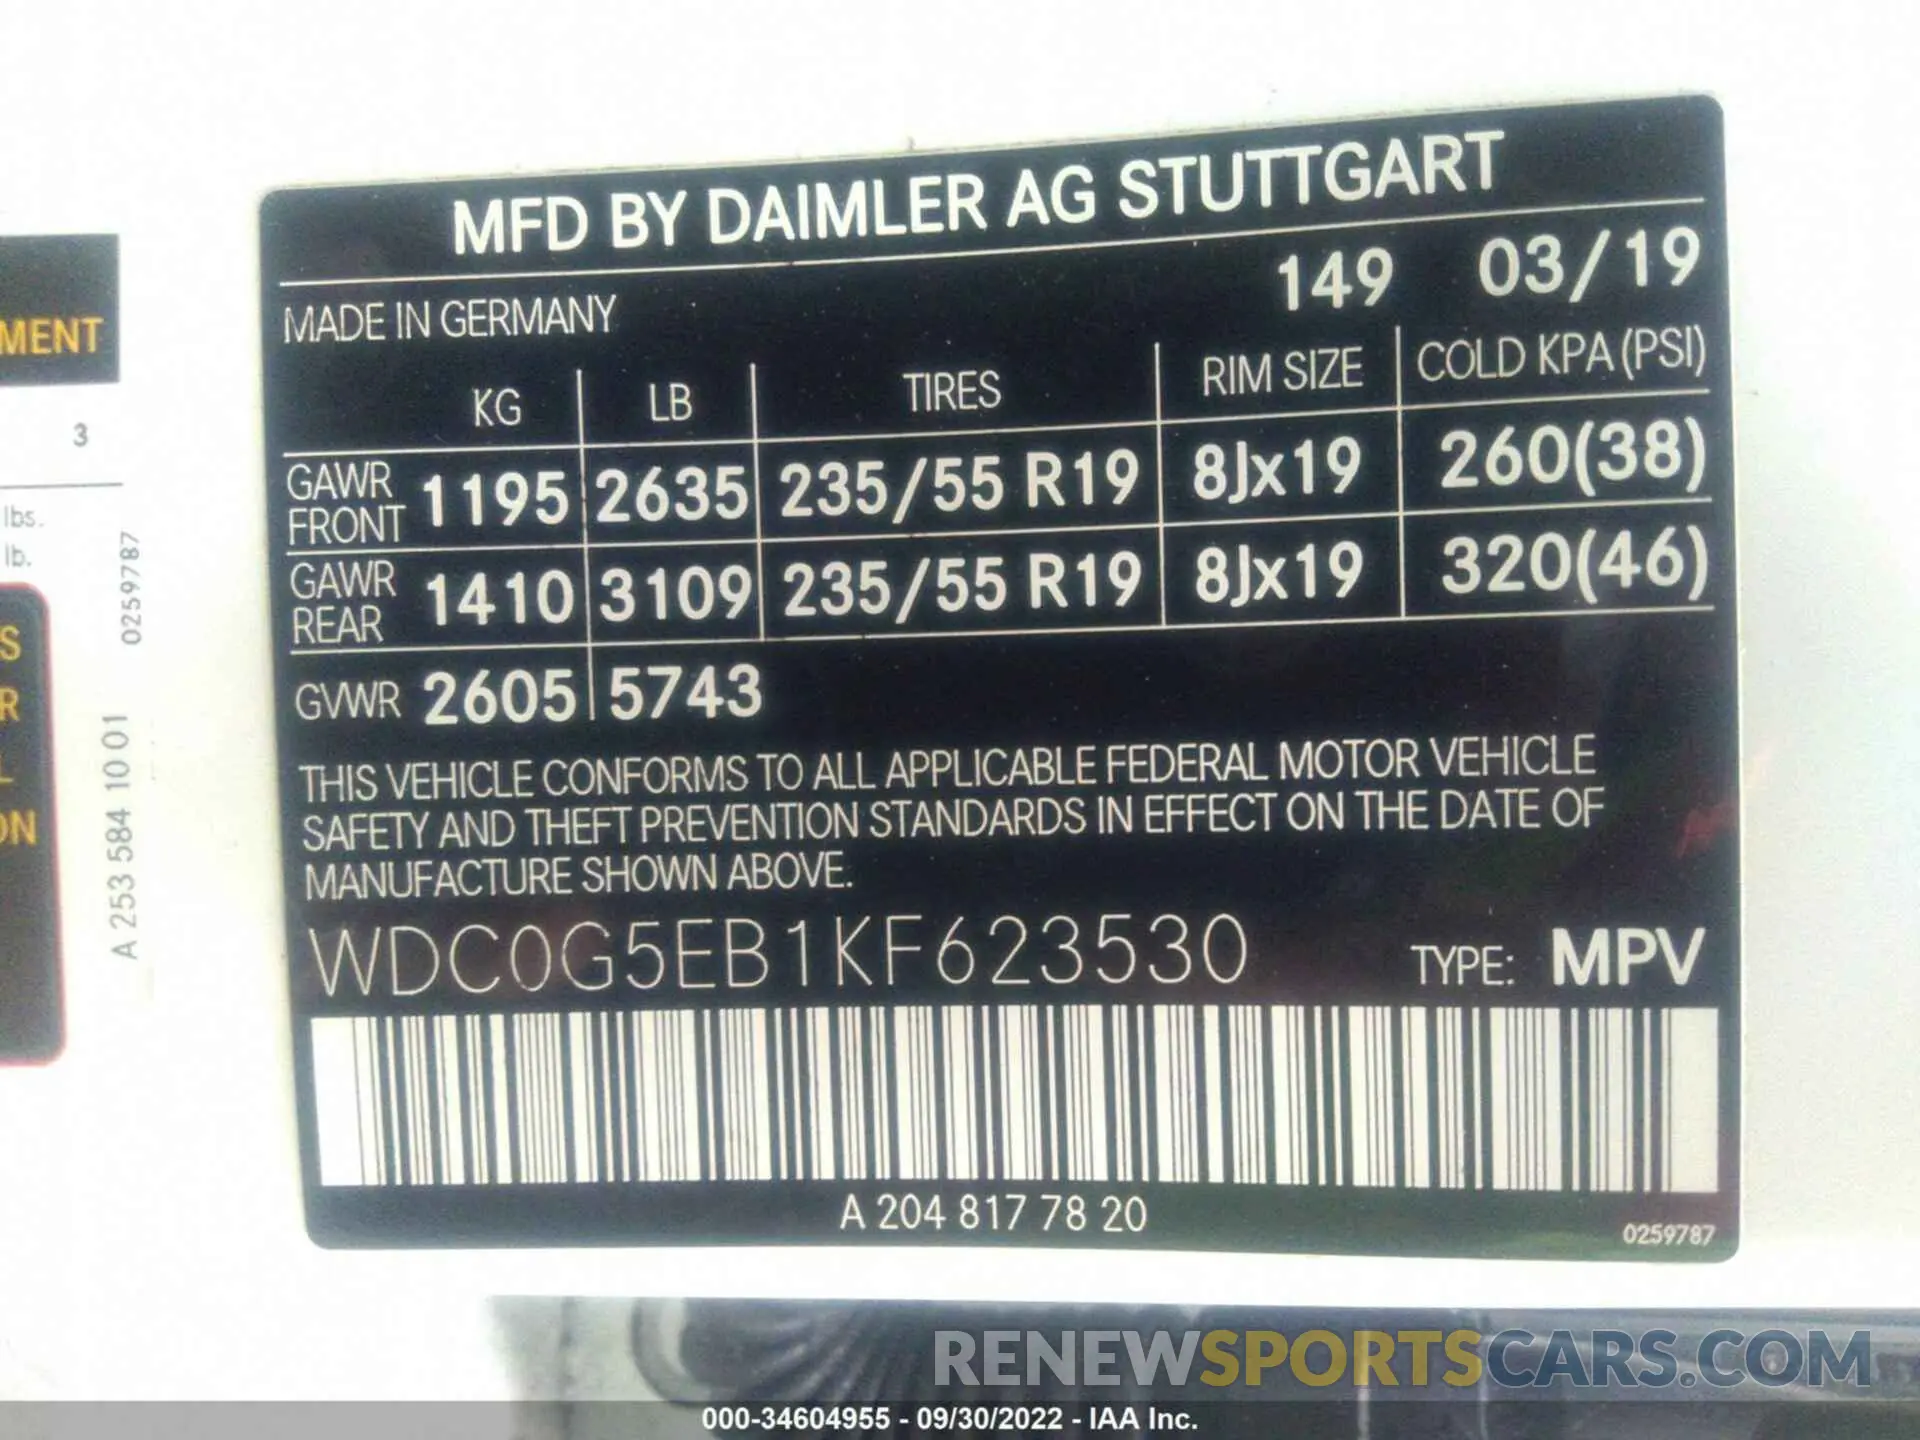 MFD BY DAIMLER AG STUTTGART
MADE IN GERMANY 149 03/19
KG LB TIRES RIM SIZE COLD KPA (PSI)
GAWR FRONT 1195 2635 235/55 R19 8Jx19 260(38)
GAWR REAR 1410 3109 235/55 R19 8Jx19 320(46)
GVWR 2605 5743
THIS VEHICLE CONFORMS TO ALL APPLICABLE FEDERAL MOTOR VEHICLE
SAFETY AND THEFT PREVENTION STANDARDS IN EFFECT ON THE DATE OF
MANUFACTURE SHOWN ABOVE.
WDC0G5EB1KF623530 TYPE: MPV
A 204 817 78 20
0259787
MENT
3
lbs.
lb.
S
R
L
ON
0259787
A 253 584 10 01
RENEWSPORTSCARS.COM
000-34604955 - 09/30/2022 - IAA Inc.